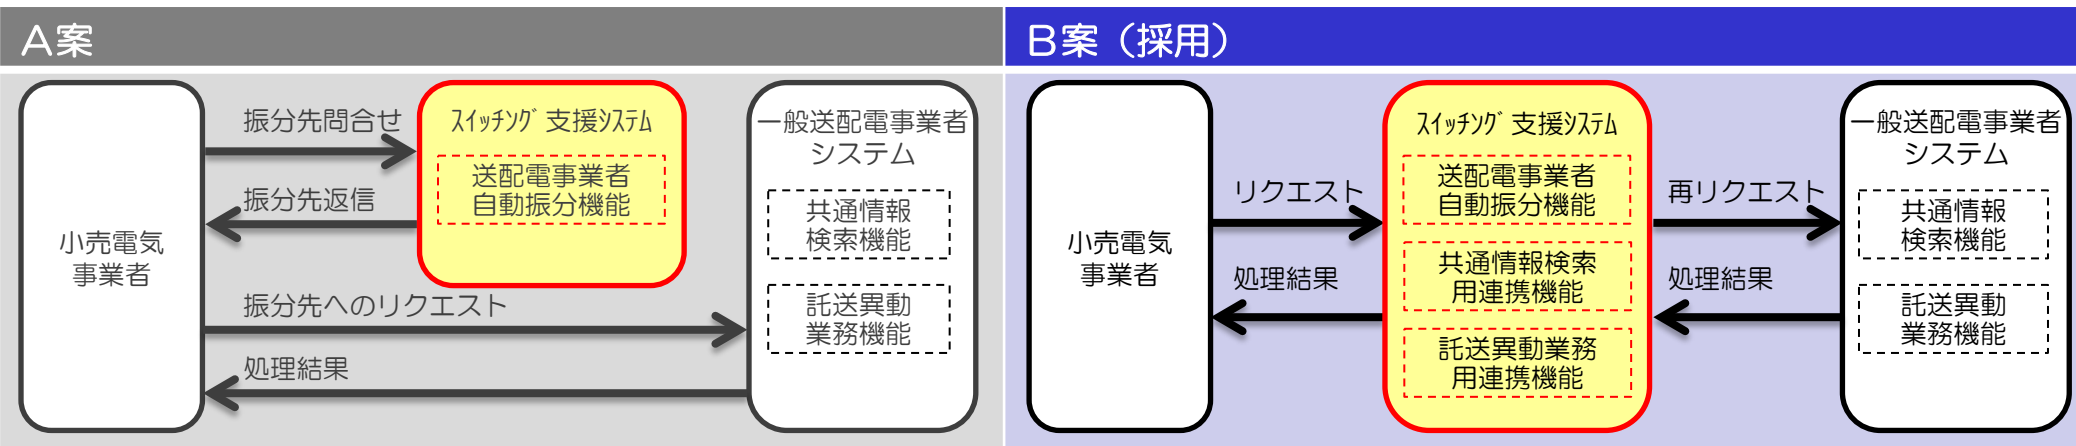 A案
振分先問合せ
振分先返信
小売電気
事業者
振分先へのリクエスト
処理結果
ｽｲｯﾁﾝｸﾞ支援ｼｽﾃﾑ
送配電事業者
自動振分機能
一般送配電事業者
システム
共通情報
検索機能
託送異動
業務機能
B案（採用）
小売電気
事業者
リクエスト
処理結果
ｽｲｯﾁﾝｸﾞ支援ｼｽﾃﾑ
送配電事業者
自動振分機能
共通情報検索
用連携機能
託送異動業務
用連携機能
再リクエスト
処理結果
一般送配電事業者
システム
共通情報
検索機能
託送異動
業務機能